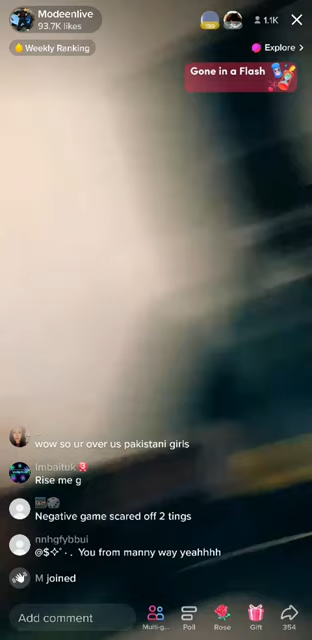 Modeenlive
93.7K likes
1.1K
Weekly Ranking
Explore >
Gone in a Flash
wow so ur over us pakistani girls
Imbaituk
Rise me g
Negative game scared off 2 tings
nnhgfybbui
@$✧˚· . You from manny way yeahhhh
M joined
Add comment
Multi-g...
Poll
Rose
Gift
354